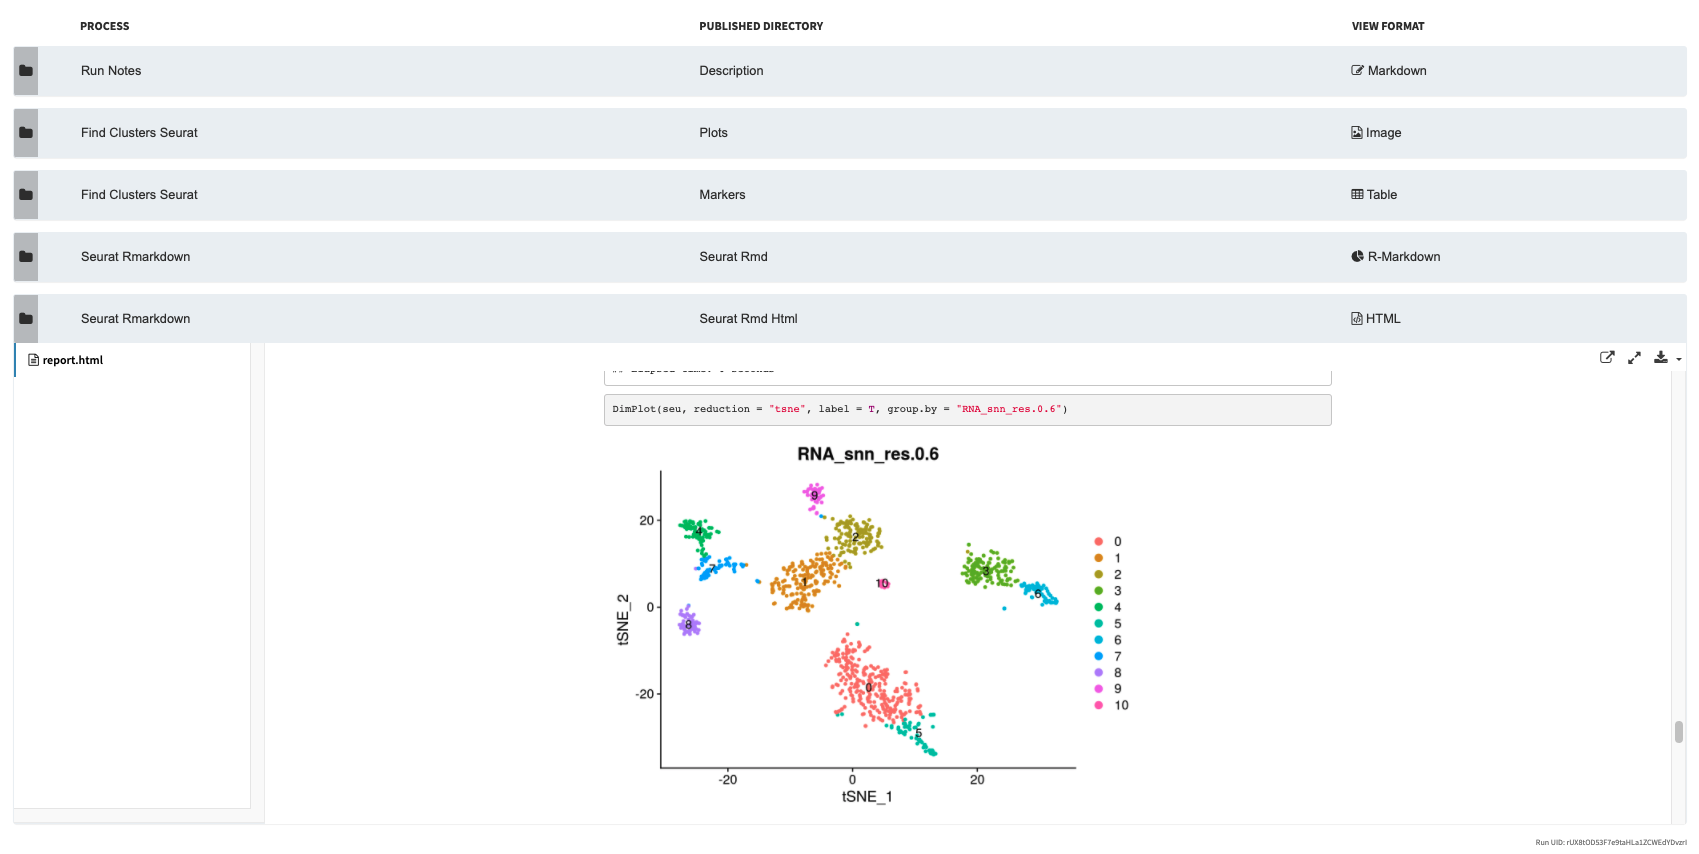 PROCESS PUBLISHED DIRECTORY VIEW FORMAT
Run Notes Description Markdown
Find Clusters Seurat Plots Image
Find Clusters Seurat Markers Table
Seurat Rmarkdown Seurat Rmd R-Markdown
Seurat Rmarkdown Seurat Rmd Html HTML
report.html
DimPlot(seu, reduction = "tsne", label = T, group.by = "RNA_snn_res.0.6")
RNA_snn_res.0.6
tSNE_2
20
0
-20
9
4
2
7
1
10
3
6
8
0
5
-20 0 20
tSNE_1
0
1
2
3
4
5
6
7
8
9
10
Run UID: